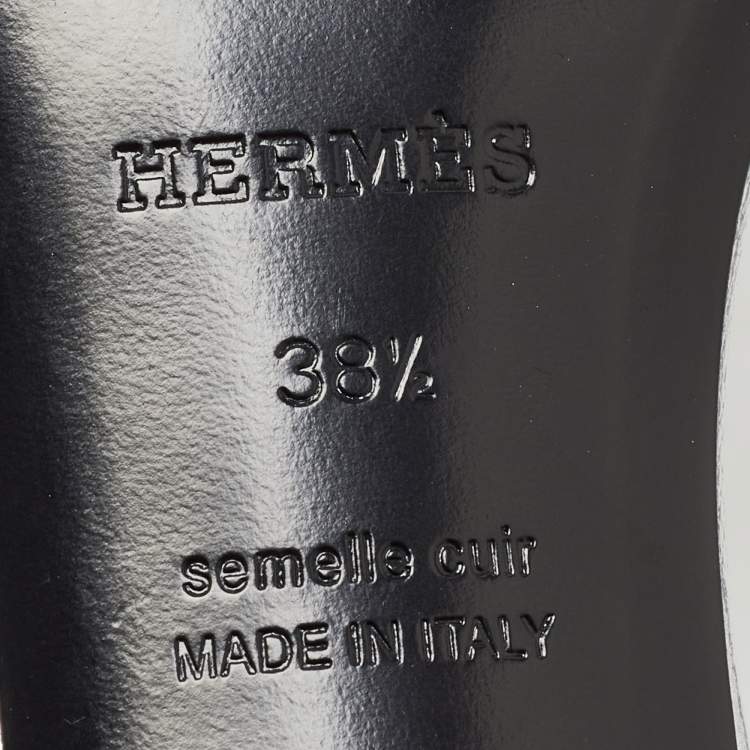 HERMÈS
38½
semelle cuir
MADE IN ITALY